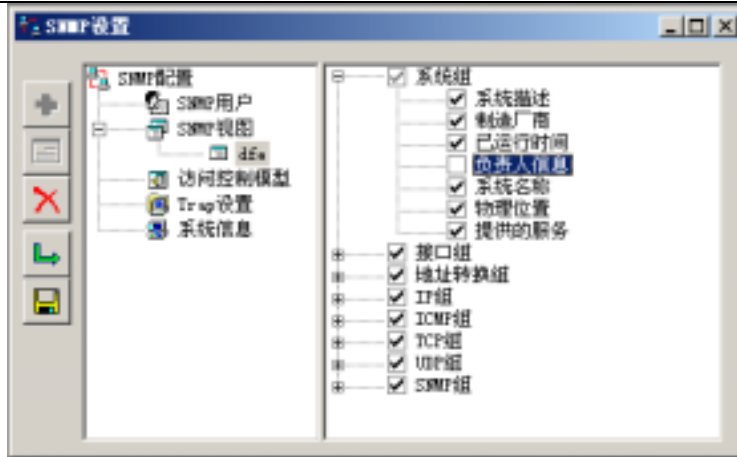 SNMP设置
SNMP配置
SNMP用户
SNMP视图
dfs
访问控制模型
Trap设置
系统信息
系统组
系统描述
制造厂商
已运行时间
负责人信息
系统名称
物理位置
提供的服务
接口组
地址转换组
IP组
ICMP组
TCP组
UDP组
SNMP组